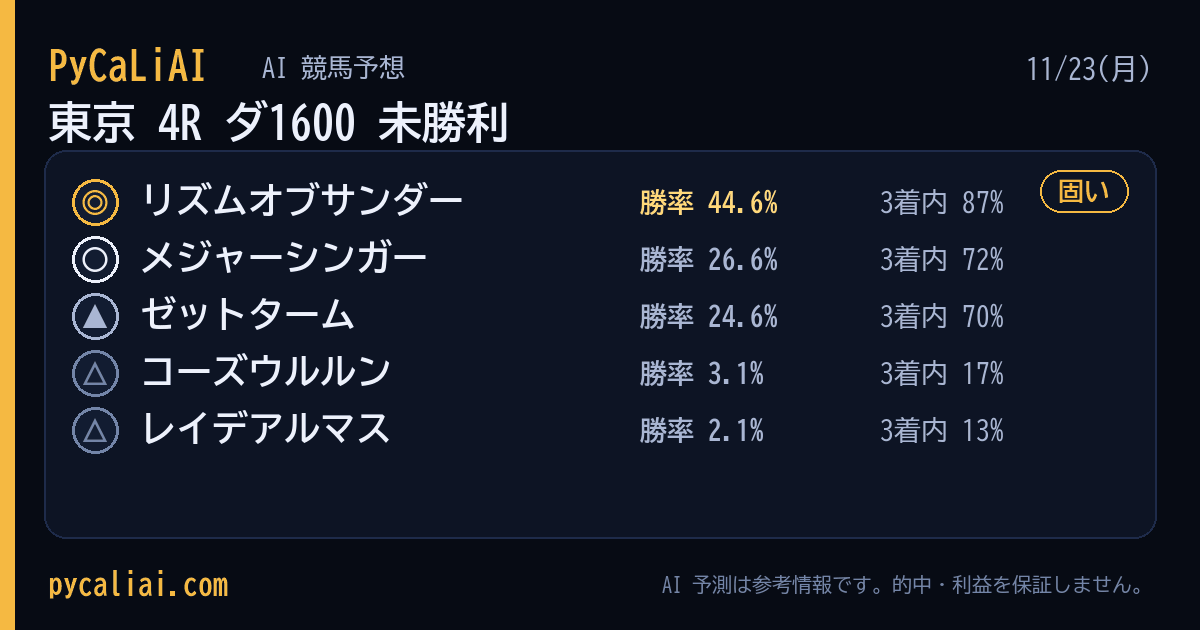 PyCaLiAI AI 競馬予想 11/23(月)
東京 4R ダ1600 未勝利
◎ リズムオブサンダー 勝率 44.6% 3着内 87% 固い
○ メジャーシンガー 勝率 26.6% 3着内 72%
▲ ゼットターム 勝率 24.6% 3着内 70%
△ コーズウルルン 勝率 3.1% 3着内 17%
△ レイデアルマス 勝率 2.1% 3着内 13%
pycaliai.com AI 予測は参考情報です。的中・利益を保証しません。